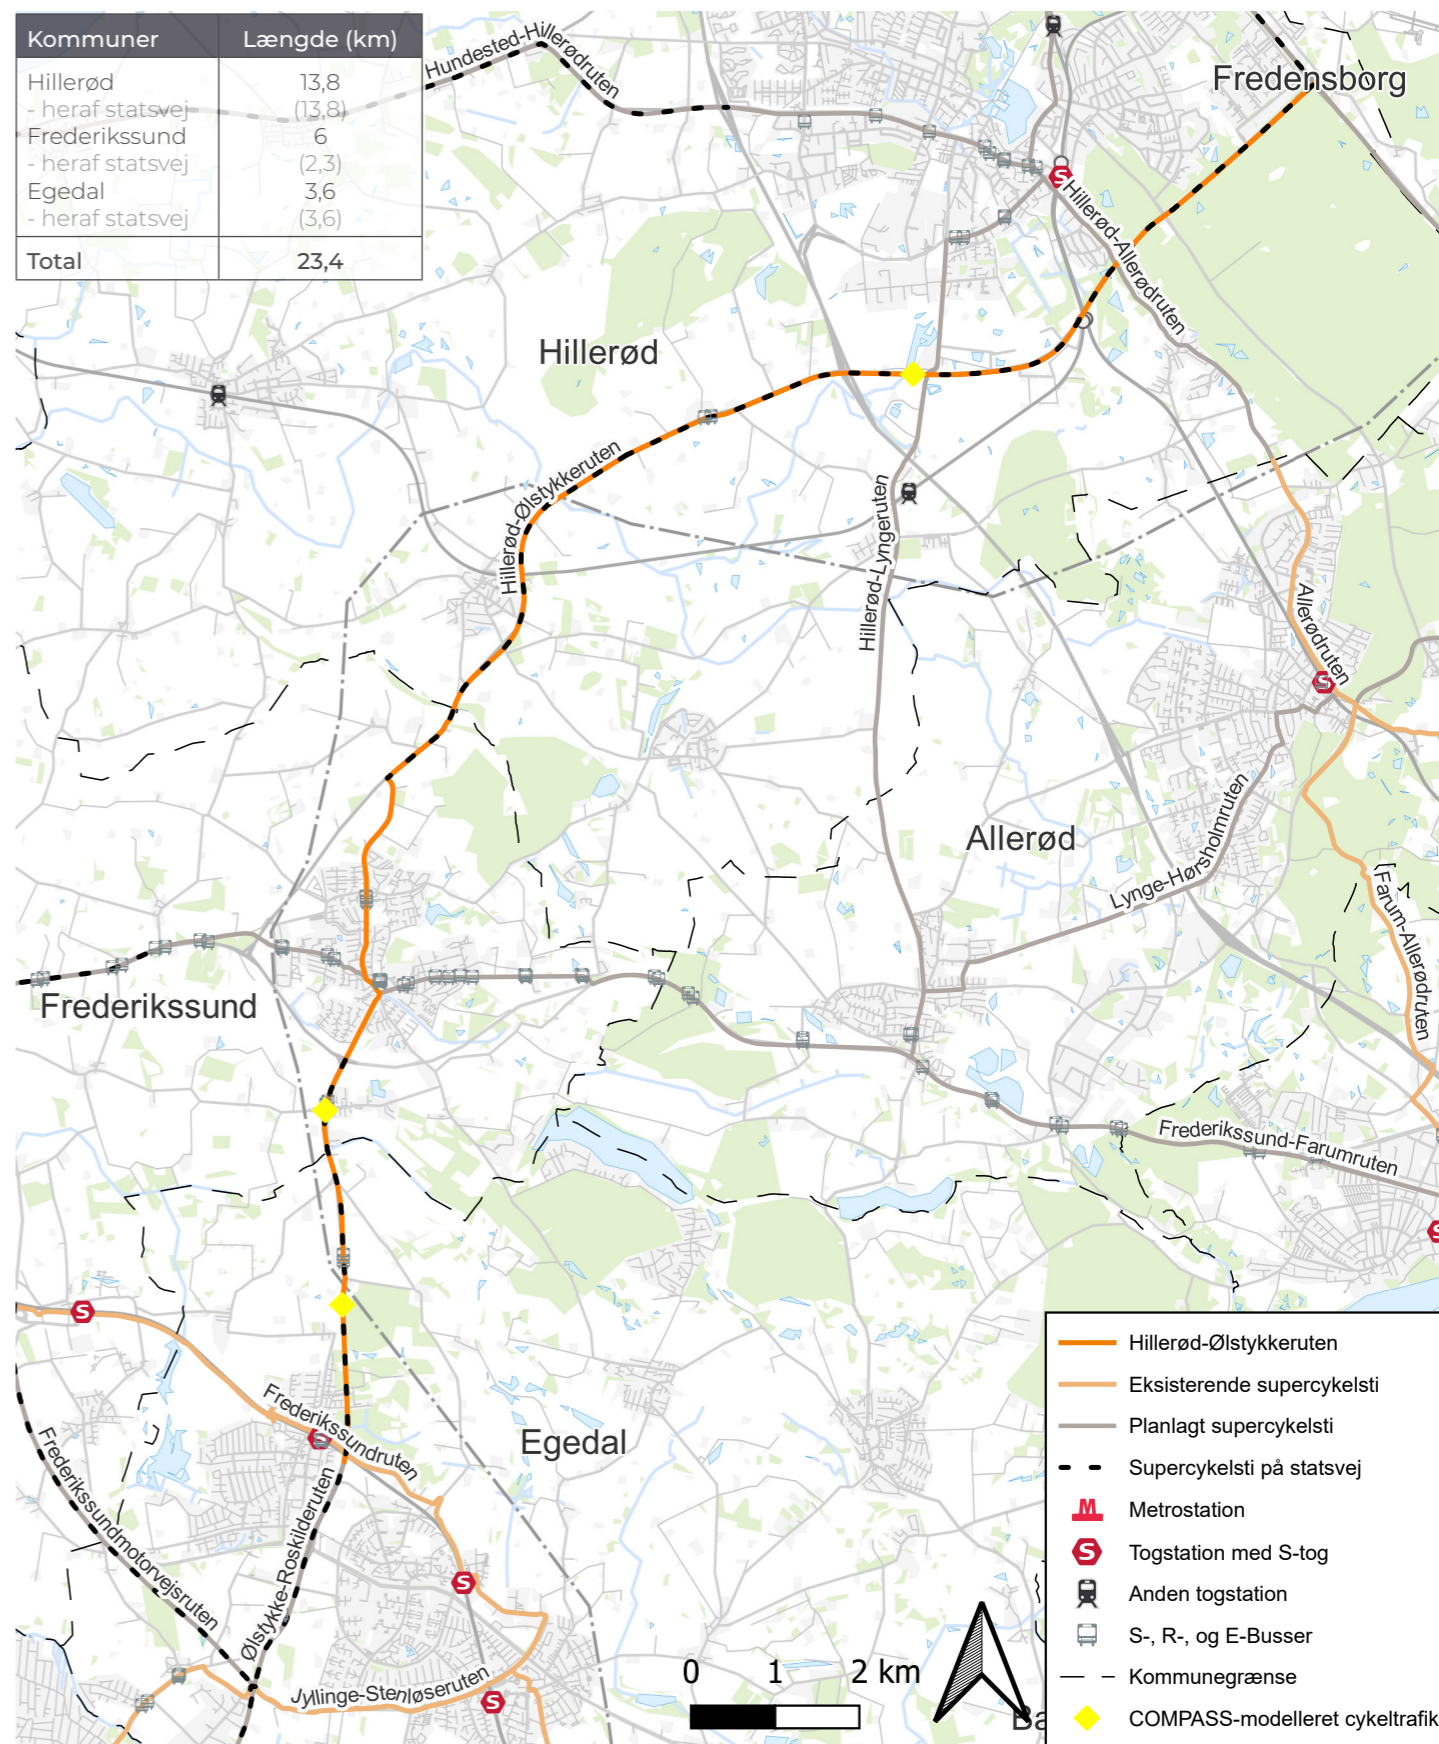 Kommuner Længde (km)
Hillerød 13,8
- heraf statsvej (13,8)
Frederikssund 6
- heraf statsvej (2,3)
Egedal 3,6
- heraf statsvej (3,6)
Total 23,4
Hundested-Hillerødruten
Fredensborg
Hillerød-Allerødruten
Hillerød
Hillerød-Ølstykkeruten
Hillerød-Lyngeruten
Allerødruten
Allerød
Lynge-Hørsholmruten
Farum-Allerødruten
Frederikssund
Frederikssund-Farumruten
Frederikssundruten
Egedal
Frederikssundmotorvejsruten
Ølstykke-Roskilderuten
Jyllinge-Stenløseruten
0 1 2 km
Ba
Hillerød-Ølstykkeruten
Eksisterende supercykelsti
Planlagt supercykelsti
Supercykelsti på statsvej
M Metrostation
S Togstation med S-tog
Anden togstation
S-, R-, og E-Busser
Kommunegrænse
COMPASS-modelleret cykeltrafik